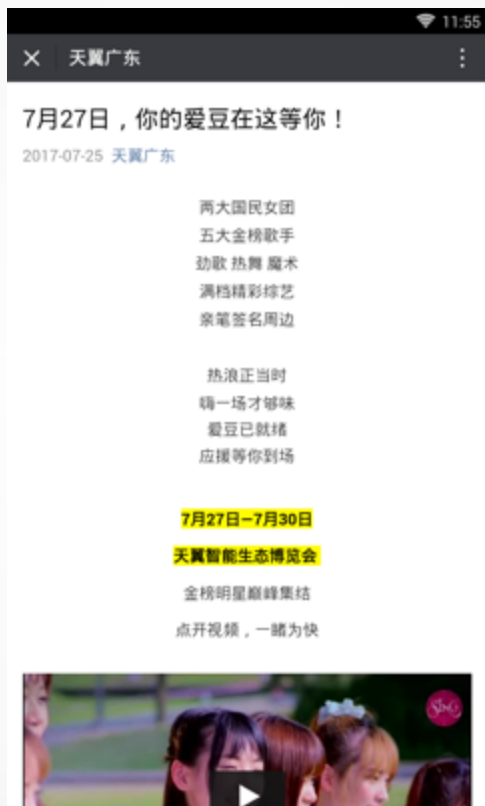 11:55
天翼广东
7月27日，你的爱豆在这等你！
2017-07-25 天翼广东
两大国民女团
五大金榜歌手
劲歌 热舞 魔术
满档精彩综艺
亲笔签名周边
热浪正当时
嗨一场才够味
爱豆已就绪
应援等你到场
7月27日—7月30日
天翼智能生态博览会
金榜明星巅峰集结
点开视频，一睹为快
SING